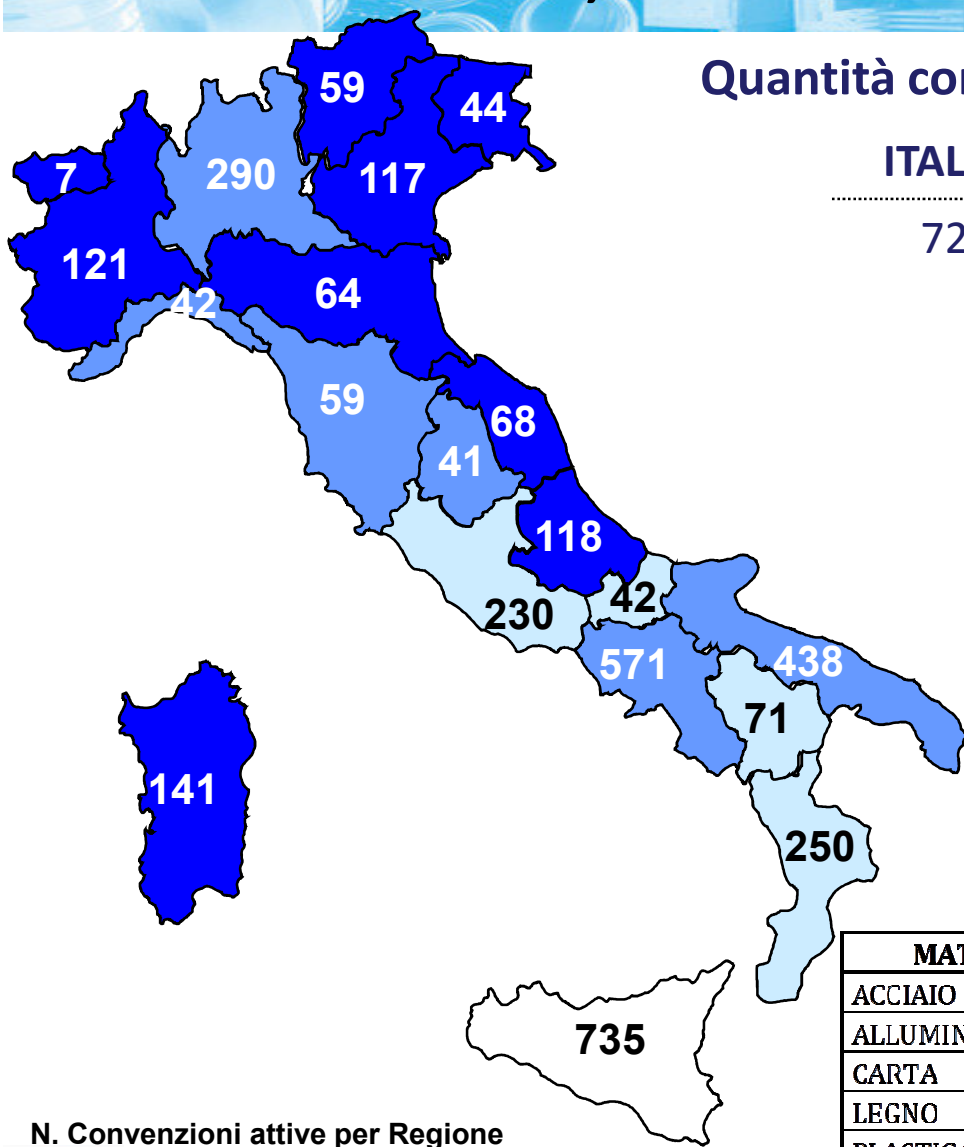 Quantità
ITAL
72
59
44
7
290
117
121
42
64
59
68
41
118
230
42
571
438
71
141
250
735
MAT
ACCIAIO
ALLUMIN
CARTA
LEGNO
N. Convenzioni attive per Regione